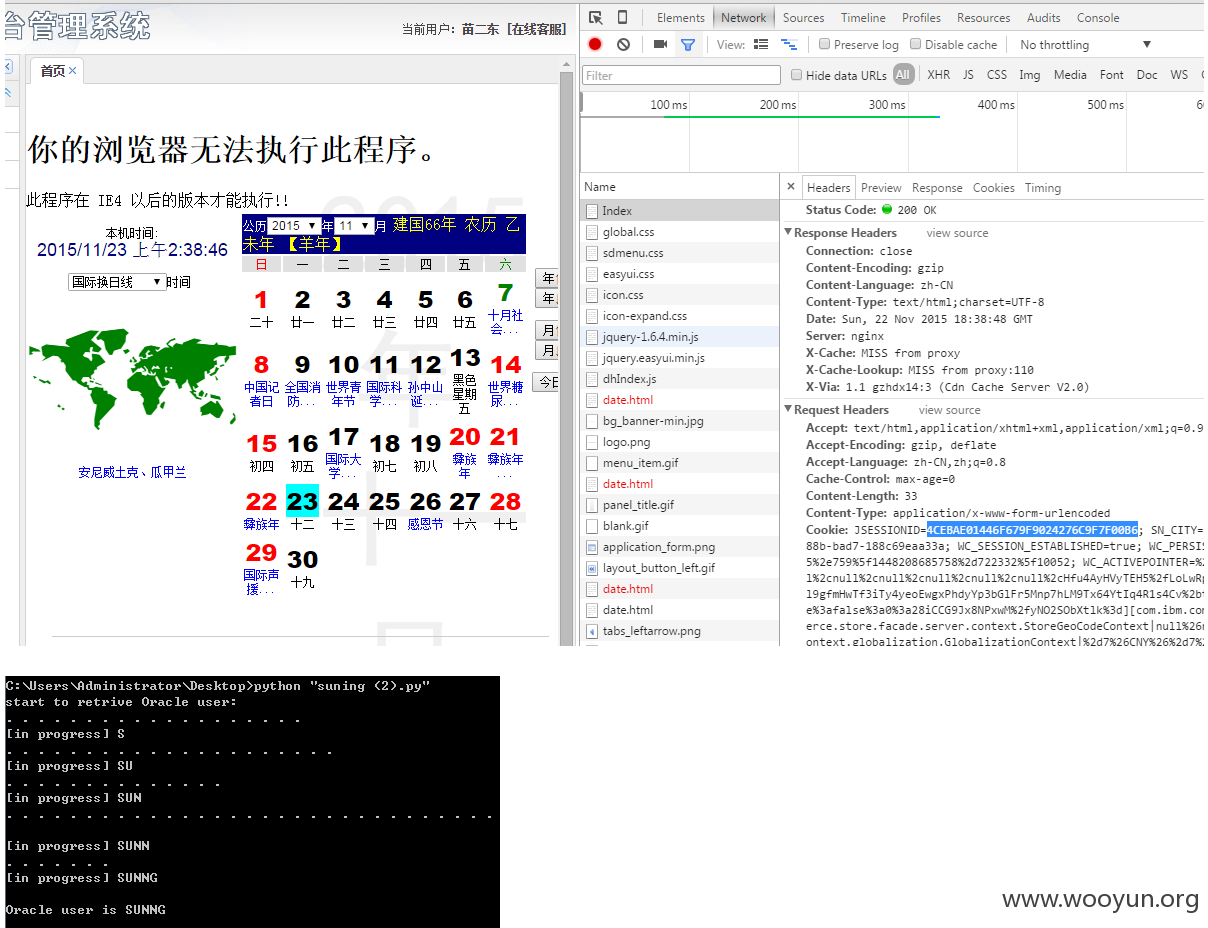 台管理系统
当前用户：苗二东 [在线客服]
首页
你的浏览器无法执行此程序。
此程序在 IE4 以后的版本才能执行!!
本机时间:
2015/11/23 上午2:38:46
国际换日线 时间
安尼威土克、瓜甲兰
公历 2015 年 11 月 建国66年 农历 乙
未年 【羊年】
日 一 二 三 四 五 六
1 2 3 4 5 6 7
二十 廿一 廿二 廿三 廿四 廿五 十月社会...
8 9 10 11 12 13 14
中国记者日 全国消防... 世界青年节 国际科学... 孙中山诞... 黑色星期五 世界糖尿...
15 16 17 18 19 20 21
初四 初五 国际大学... 初七 初八 彝族年 彝族年...
22 23 24 25 26 27 28
彝族年 十二 十三 十四 感恩节 十六 十七
29 30
国际声援... 十九
年
年
月
月
今日
Elements Network Sources Timeline Profiles Resources Audits Console
View: Preserve log Disable cache No throttling
Filter Hide data URLs All XHR JS CSS Img Media Font Doc WS
100 ms 200 ms 300 ms 400 ms 500 ms
Name
Index
global.css
sdmenu.css
easyui.css
icon.css
icon-expand.css
jquery-1.6.4.min.js
jquery.easyui.min.js
dhIndex.js
date.html
bg_banner-min.jpg
logo.png
menu_item.gif
date.html
panel_title.gif
blank.gif
application_form.png
layout_button_left.gif
date.html
date.html
tabs_leftarrow.png
× Headers Preview Response Cookies Timing
Status Code: 200 OK
Response Headers view source
Connection: close
Content-Encoding: gzip
Content-Language: zh-CN
Content-Type: text/html;charset=UTF-8
Date: Sun, 22 Nov 2015 18:38:48 GMT
Server: nginx
X-Cache: MISS from proxy
X-Cache-Lookup: MISS from proxy:110
X-Via: 1.1 gzhdx14:3 (Cdn Cache Server V2.0)
Request Headers view source
Accept: text/html,application/xhtml+xml,application/xml;q=0.9
Accept-Encoding: gzip, deflate
Accept-Language: zh-CN,zh;q=0.8
Cache-Control: max-age=0
Content-Length: 33
Content-Type: application/x-www-form-urlencoded
Cookie: JSESSIONID=4CEBAE01446F679F9024276C9F7F00B6; SN_CITY=
88b-bad7-188c69eaa33a; WC_SESSION_ESTABLISHED=true; WC_PERSIS
5%2e759%5f1448208685758%2d722332%5f10052; WC_ACTIVEPOINTER=%
l%2cnull%2cnull%2cnull%2cnull%2cnull%2cHfu4AyHVyTEH5%2fLoLwRp
l9gfmHwTf3iTy4yeoEwgxPhdyYp3bGlFr5Mnp7hLM9Tx64YtIq4R1s4Cv%2bf
e%3afalse%3a0%3a28iCCG9Jx8NPxwM%2fyNO2SObXtlk%3d][com.ibm.com
erce.store.facade.server.context.StoreGeoCodeContext|null%26n
ontext.globalization.GlobalizationContext|%2d7%26CNY%26%2d7%
C:\Users\Administrator\Desktop>python "suning (2).py"
start to retrive Oracle user:
[in progress] S
[in progress] SU
[in progress] SUN
[in progress] SUNN
[in progress] SUNNG
Oracle user is SUNNG
www.wooyun.org